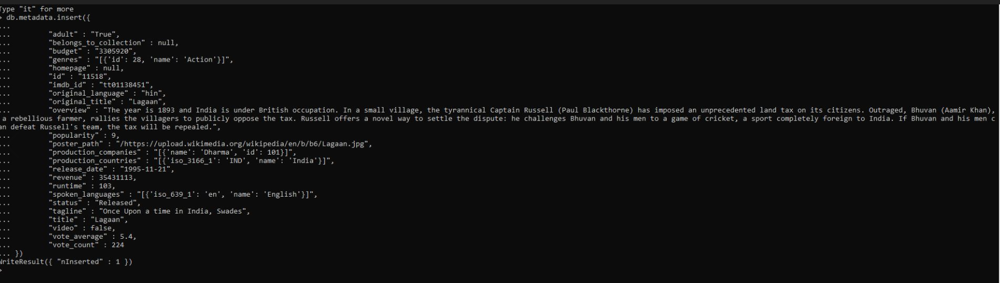 Type "it" for more
> db.metadata.insert({
...
... "adult" : "True",
... "belongs_to_collection" : null,
... "budget" : "3305920",
... "genres" : "[{'id': 28, 'name': 'Action'}]",
... "homepage" : null,
... "id" : "11518",
... "imdb_id" : "tt01138451",
... "original_language" : "hin",
... "original_title" : "Lagaan",
... "overview" : "The year is 1893 and India is under British occupation. In a small village, the tyrannical Captain Russell (Paul Blackthorne) has imposed an unprecedented land tax on its citizens. Outraged, Bhuvan (Aamir Khan),
a rebellious farmer, rallies the villagers to publicly oppose the tax. Russell offers a novel way to settle the dispute: he challenges Bhuvan and his men to a game of cricket, a sport completely foreign to India. If Bhuvan and his men c
an defeat Russell's team, the tax will be repealed.",
... "popularity" : 9,
... "poster_path" : "/https://upload.wikimedia.org/wikipedia/en/b/b6/Lagaan.jpg",
... "production_companies" : "[{'name': 'Dharma', 'id': 101}]",
... "production_countries" : "[{'iso_3166_1': 'IND', 'name': 'India'}]",
... "release_date" : "1995-11-21",
... "revenue" : 35431113,
... "runtime" : 103,
... "spoken_languages" : "[{'iso_639_1': 'en', 'name': 'English'}]",
... "status" : "Released",
... "tagline" : "Once Upon a time in India, Swades",
... "title" : "Lagaan",
... "video" : false,
... "vote_average" : 5.4,
... "vote_count" : 224
... })
WriteResult({ "nInserted" : 1 })
>